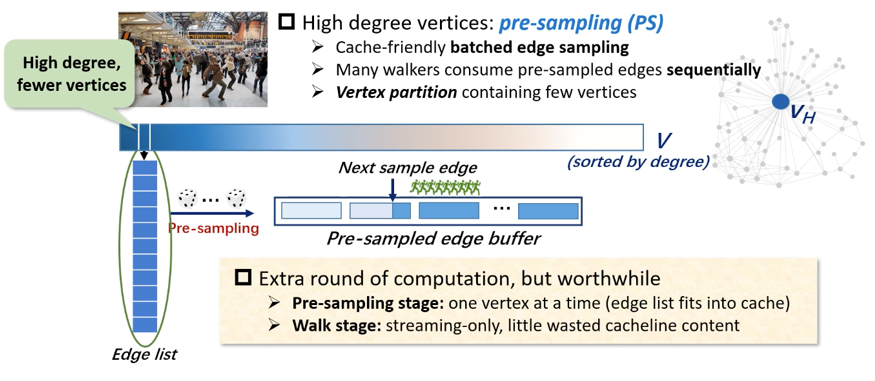 High degree vertices: pre-sampling (PS)
Cache-friendly batched edge sampling
Many walkers consume pre-sampled edges sequentially
Vertex partition containing few vertices
High degree,
fewer vertices
V_H
V
(sorted by degree)
Next sample edge
...
Pre-sampling
...
Pre-sampled edge buffer
Extra round of computation, but worthwhile
Pre-sampling stage: one vertex at a time (edge list fits into cache)
Walk stage: streaming-only, little wasted cacheline content
Edge list